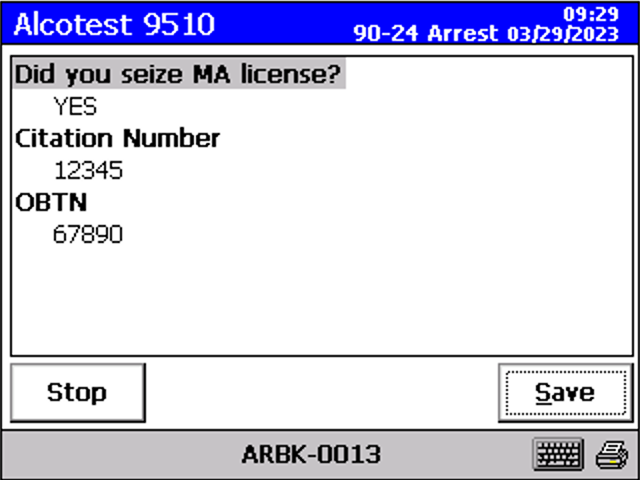 Alcotest 9510
09:29
90-24 Arrest 03/29/2023
Did you seize MA license?
YES
Citation Number
12345
OBTN
67890
Stop
Save
ARBK-0013